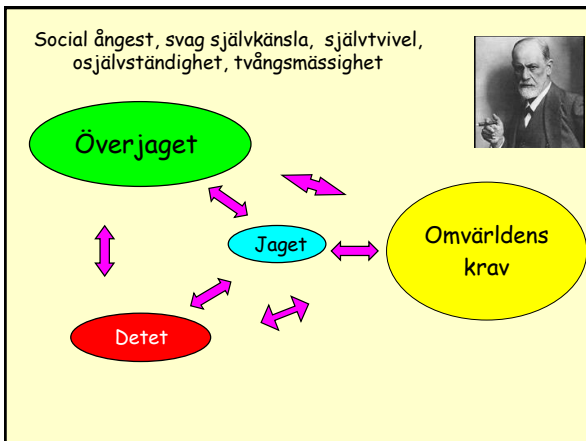 Social ångest, svag självkänsla, självtvivel,
osjälvständighet, tvångsmässighet
Överjaget
Jaget
Omvärldens
krav
Detet